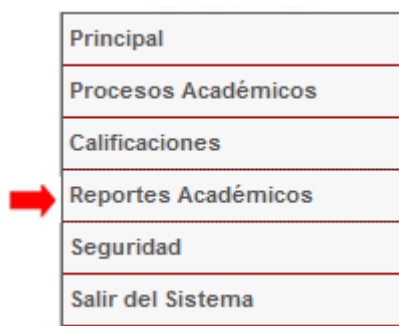 Principal
Procesos Académicos
Calificaciones
Reportes Académicos
Seguridad
Salir del Sistema